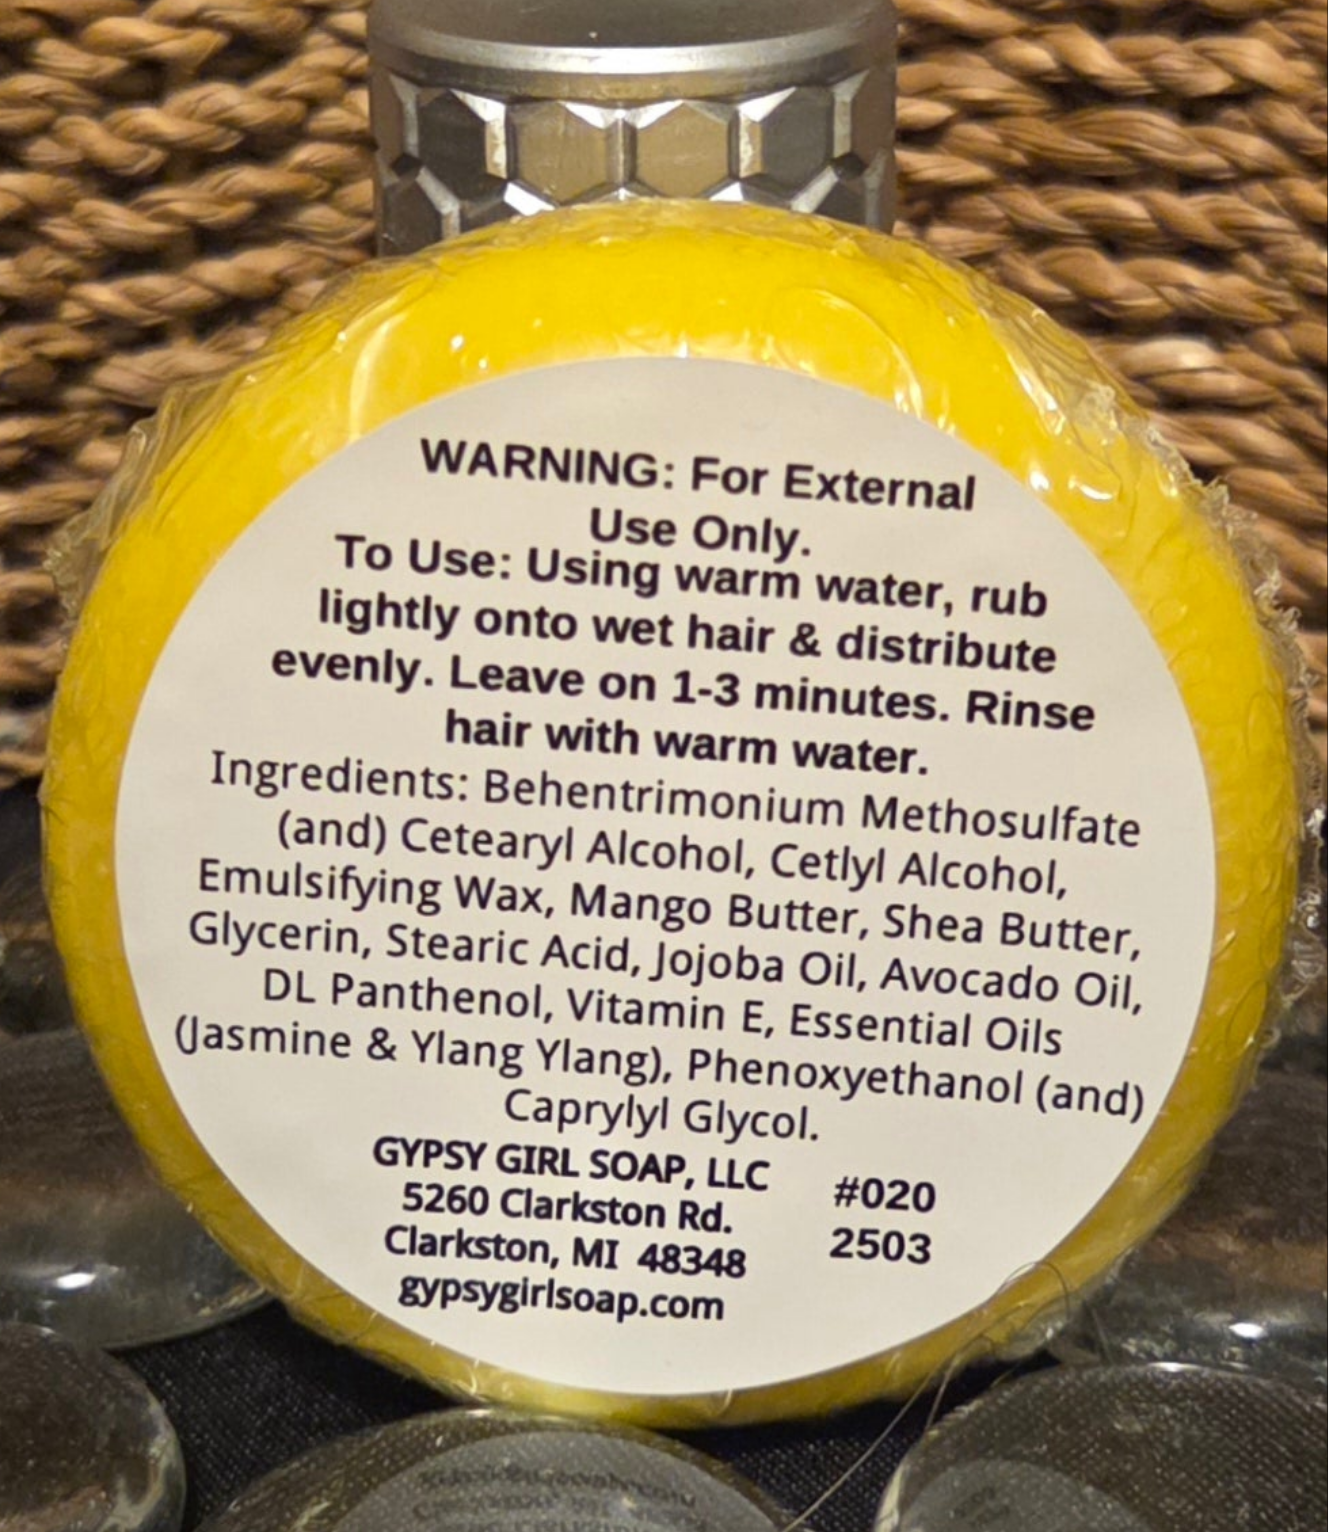 WARNING: For External
Use Only.
To Use: Using warm water, rub
lightly onto wet hair & distribute
evenly. Leave on 1-3 minutes. Rinse
hair with warm water.
Ingredients: Behentrimonium Methosulfate
(and) Cetearyl Alcohol, Cetlyl Alcohol,
Emulsifying Wax, Mango Butter, Shea Butter,
Glycerin, Stearic Acid, Jojoba Oil, Avocado Oil,
DL Panthenol, Vitamin E, Essential Oils
(Jasmine & Ylang Ylang), Phenoxyethanol (and)
Caprylyl Glycol.
GYPSY GIRL SOAP, LLC
5260 Clarkston Rd.
Clarkston, MI 48348
gypsygirlsoap.com
#020
2503